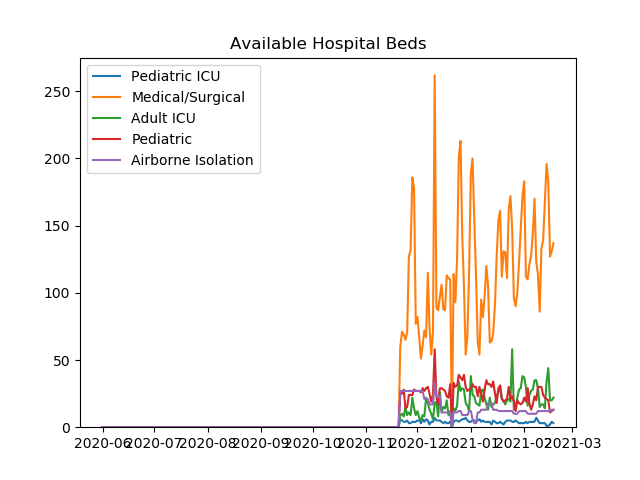 Available Hospital Beds
Pediatric ICU
Medical/Surgical
Adult ICU
Pediatric
Airborne Isolation
250
200
150
100
50
0
2020-06 2020-07 2020-08 2020-09 2020-10 2020-11 2020-12 2021-01 2021-02 2021-03